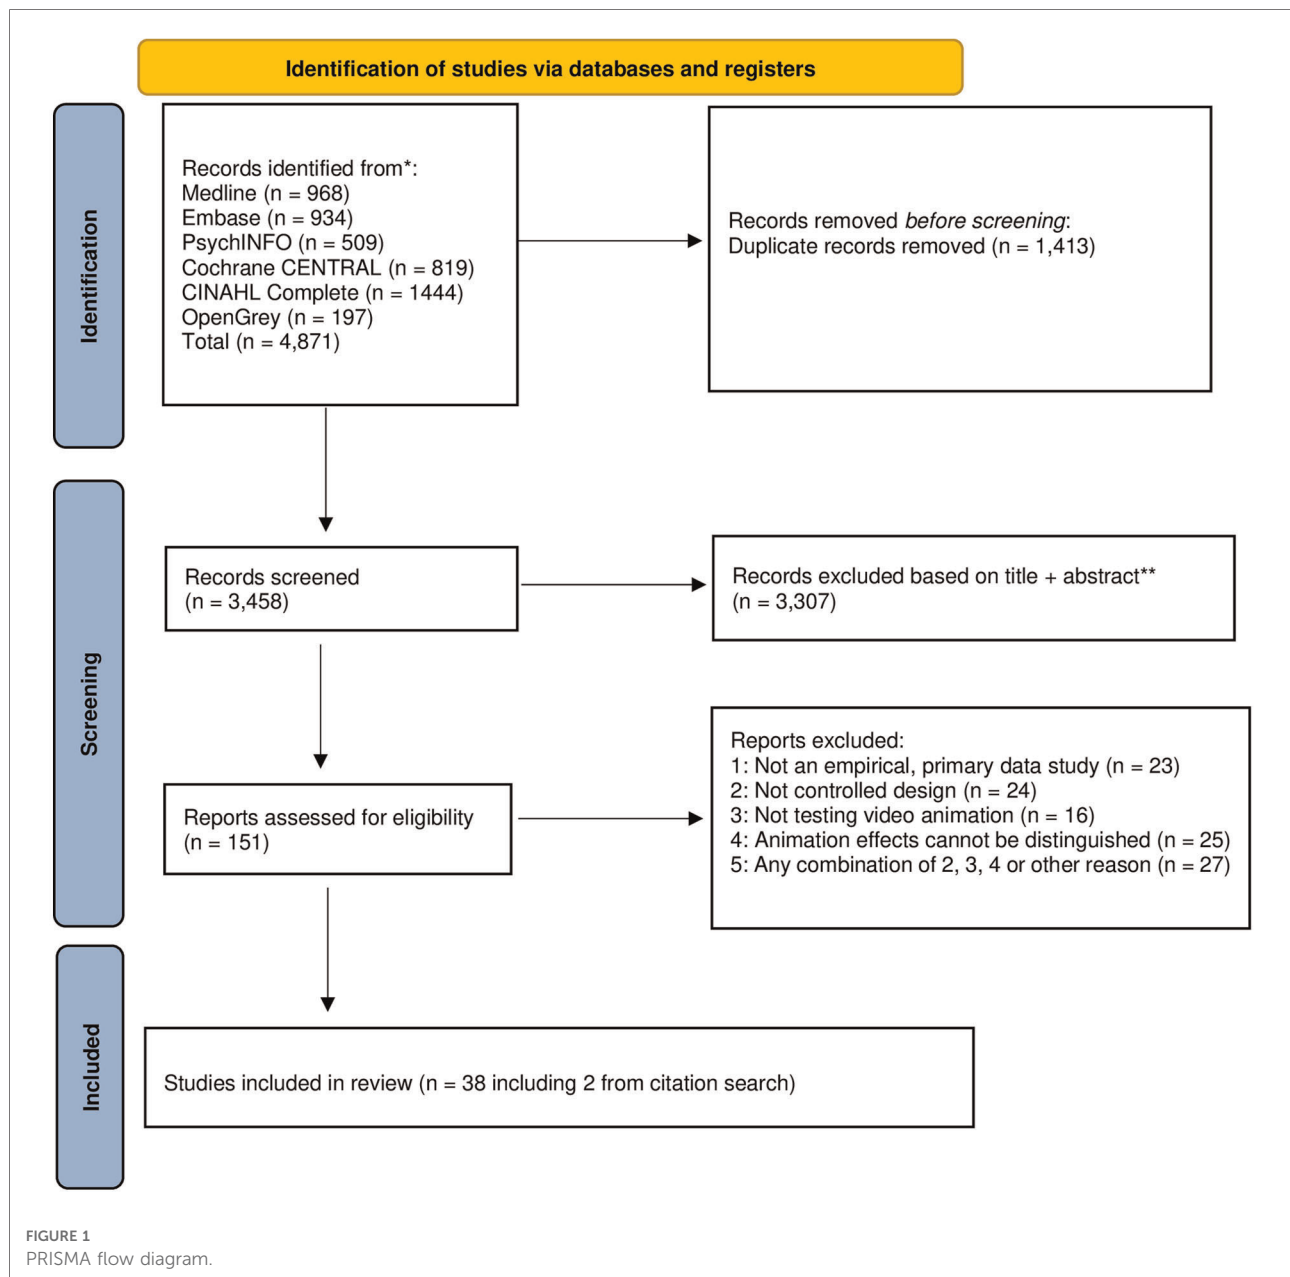 Identification of studies via databases and registers
Identification
Records identified from*:
Medline (n = 968)
Embase (n = 934)
PsychINFO (n = 509)
Cochrane CENTRAL (n = 819)
CINAHL Complete (n = 1444)
OpenGrey (n = 197)
Total (n = 4,871)
Records removed before screening:
Duplicate records removed (n = 1,413)
Screening
Records screened
(n = 3,458)
Records excluded based on title + abstract**
(n = 3,307)
Reports assessed for eligibility
(n = 151)
Reports excluded:
1: Not an empirical, primary data study (n = 23)
2: Not controlled design (n = 24)
3: Not testing video animation (n = 16)
4: Animation effects cannot be distinguished (n = 25)
5: Any combination of 2, 3, 4 or other reason (n = 27)
Included
Studies included in review (n = 38 including 2 from citation search)
FIGURE 1
PRISMA flow diagram.